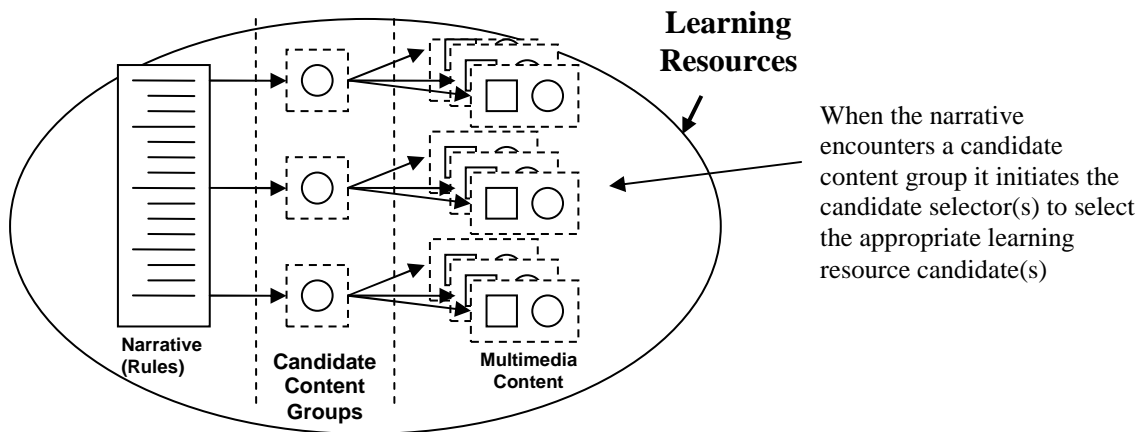 Learning
Resources
When the narrative
encounters a candidate
content group it initiates the
candidate selector(s) to select
the appropriate learning
resource candidate(s)
Narrative
(Rules)
Candidate
Content
Groups
Multimedia
Content